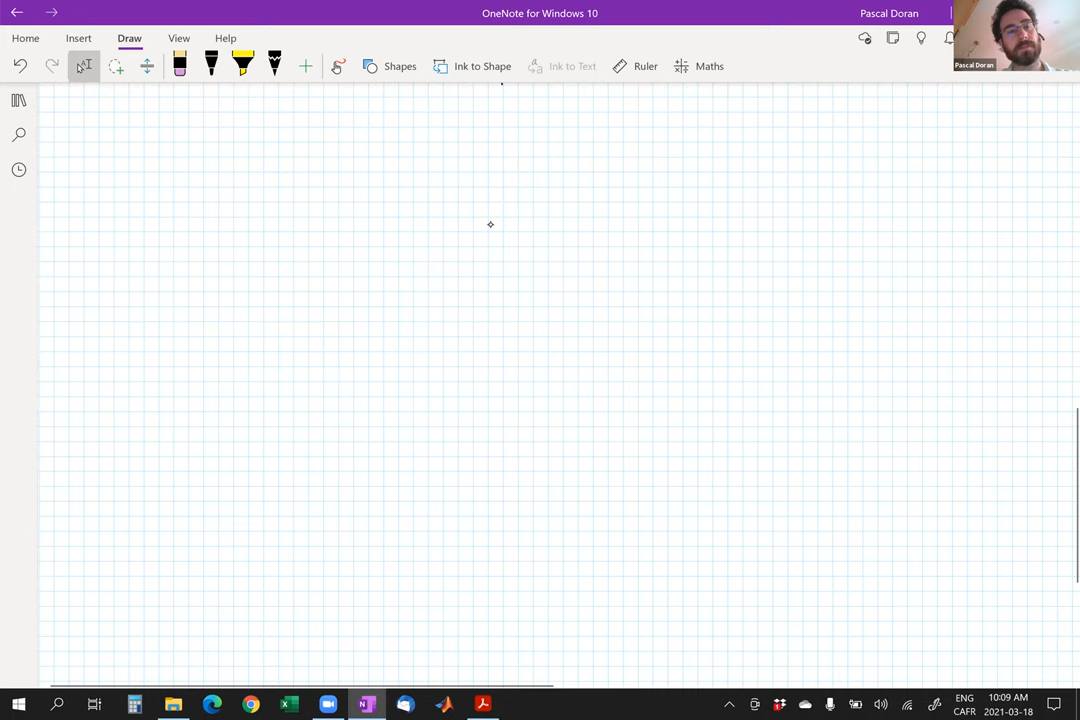 OneNote for Windows 10
Pascal Doran
Home Insert Draw View Help
Shapes Ink to Shape Ink to Text Ruler Maths
Pascal Doran
ENG
CAFR
10:09 AM
2021-03-18